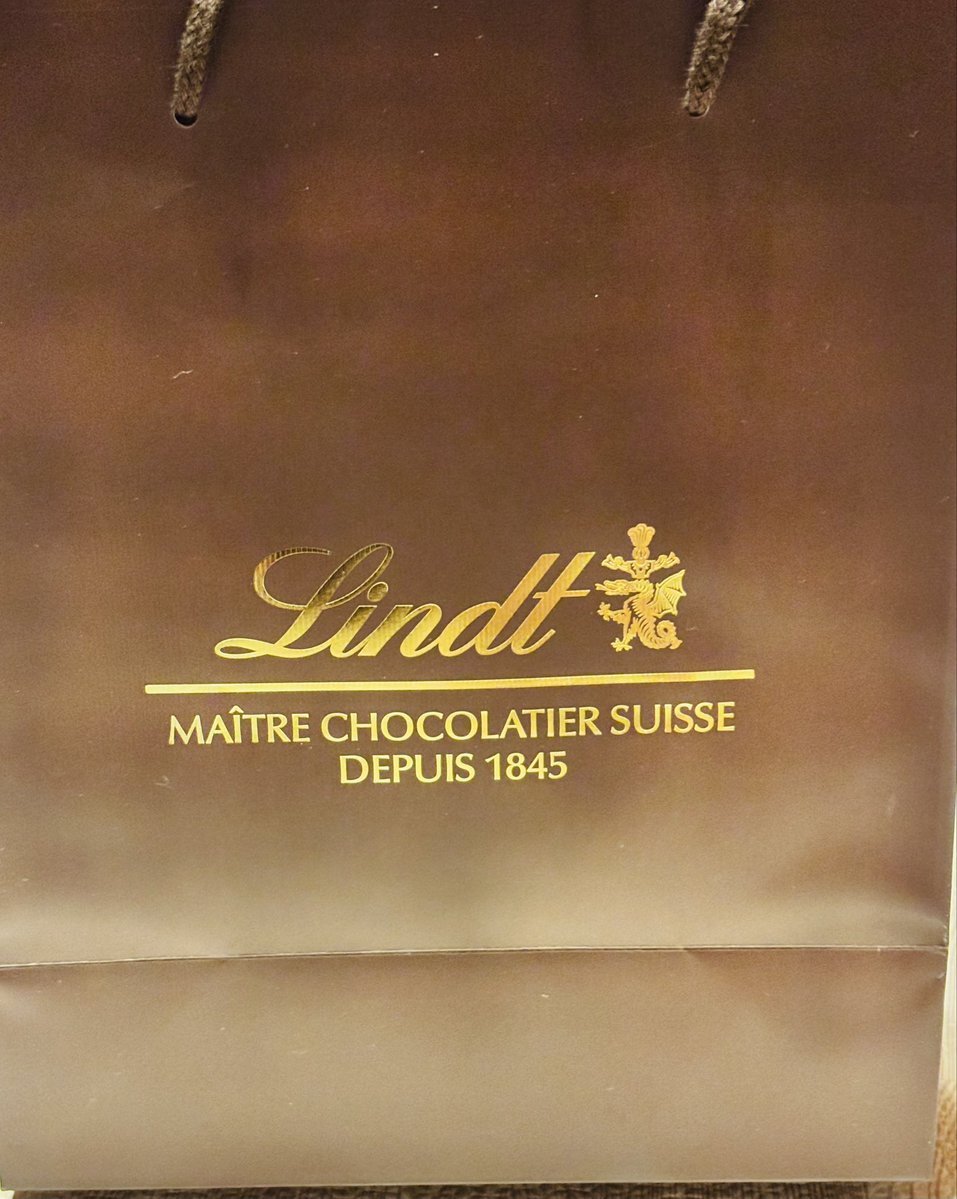 Lindt
MAÎTRE CHOCOLATIER SUISSE
DEPUIS 1845